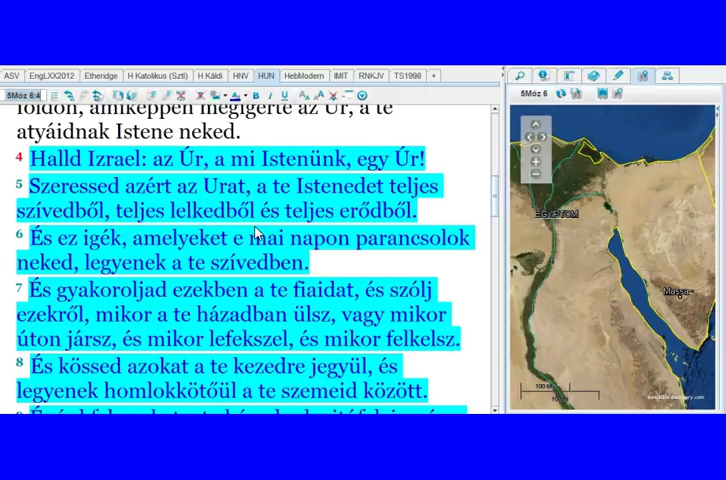 ASV EngLXX2012 Etheridge H Katolikus (Sztl) H Káldi HNV HUN HebModern IMIT RNKJV TS1998 +
5Móz 6:4
5Móz 6
földön, amiképpen megígérte az Úr, a te
atyáidnak Istene neked.
4 Halld Izrael: az Úr, a mi Istenünk, egy Úr!
5 Szeressed azért az Urat, a te Istenedet teljes
szívedből, teljes lelkedből és teljes erődből.
6 És ez igék, amelyeket e mai napon parancsolok
neked, legyenek a te szívedben.
7 És gyakoroljad ezekben a te fiaidat, és szólj
ezekről, mikor a te házadban ülsz, vagy mikor
úton jársz, és mikor lefekszel, és mikor felkelsz.
8 És kössed azokat a te kezedre jegyül, és
legyenek homlokkötőül a te szemeid között.
EGYIPTOM
Massa
100 km